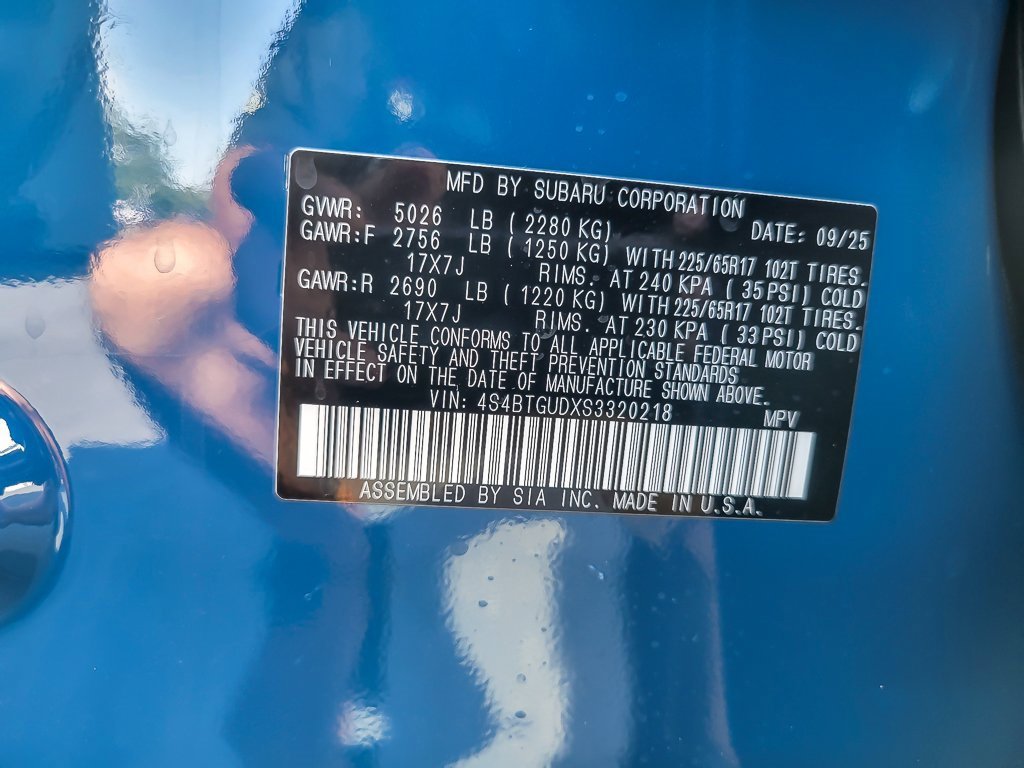 MFD BY SUBARU CORPORATION
GVWR: 5026 LB ( 2280 KG) DATE: 09/25
GAWR:F 2756 LB ( 1250 KG) WITH 225/65R17 102T TIRES.
17X7J RIMS. AT 240 KPA ( 35PSI) COLD
GAWR:R 2690 LB ( 1220 KG) WITH 225/65R17 102T TIRES.
17X7J RIMS. AT 230 KPA ( 33PSI) COLD
THIS VEHICLE CONFORMS TO ALL APPLICABLE FEDERAL MOTOR
VEHICLE SAFETY AND THEFT PREVENTION STANDARDS
IN EFFECT ON THE DATE OF MANUFACTURE SHOWN ABOVE.
VIN: 4S4BTGUDXS3320218 MPV
ASSEMBLED BY SIA INC. MADE IN U.S.A.